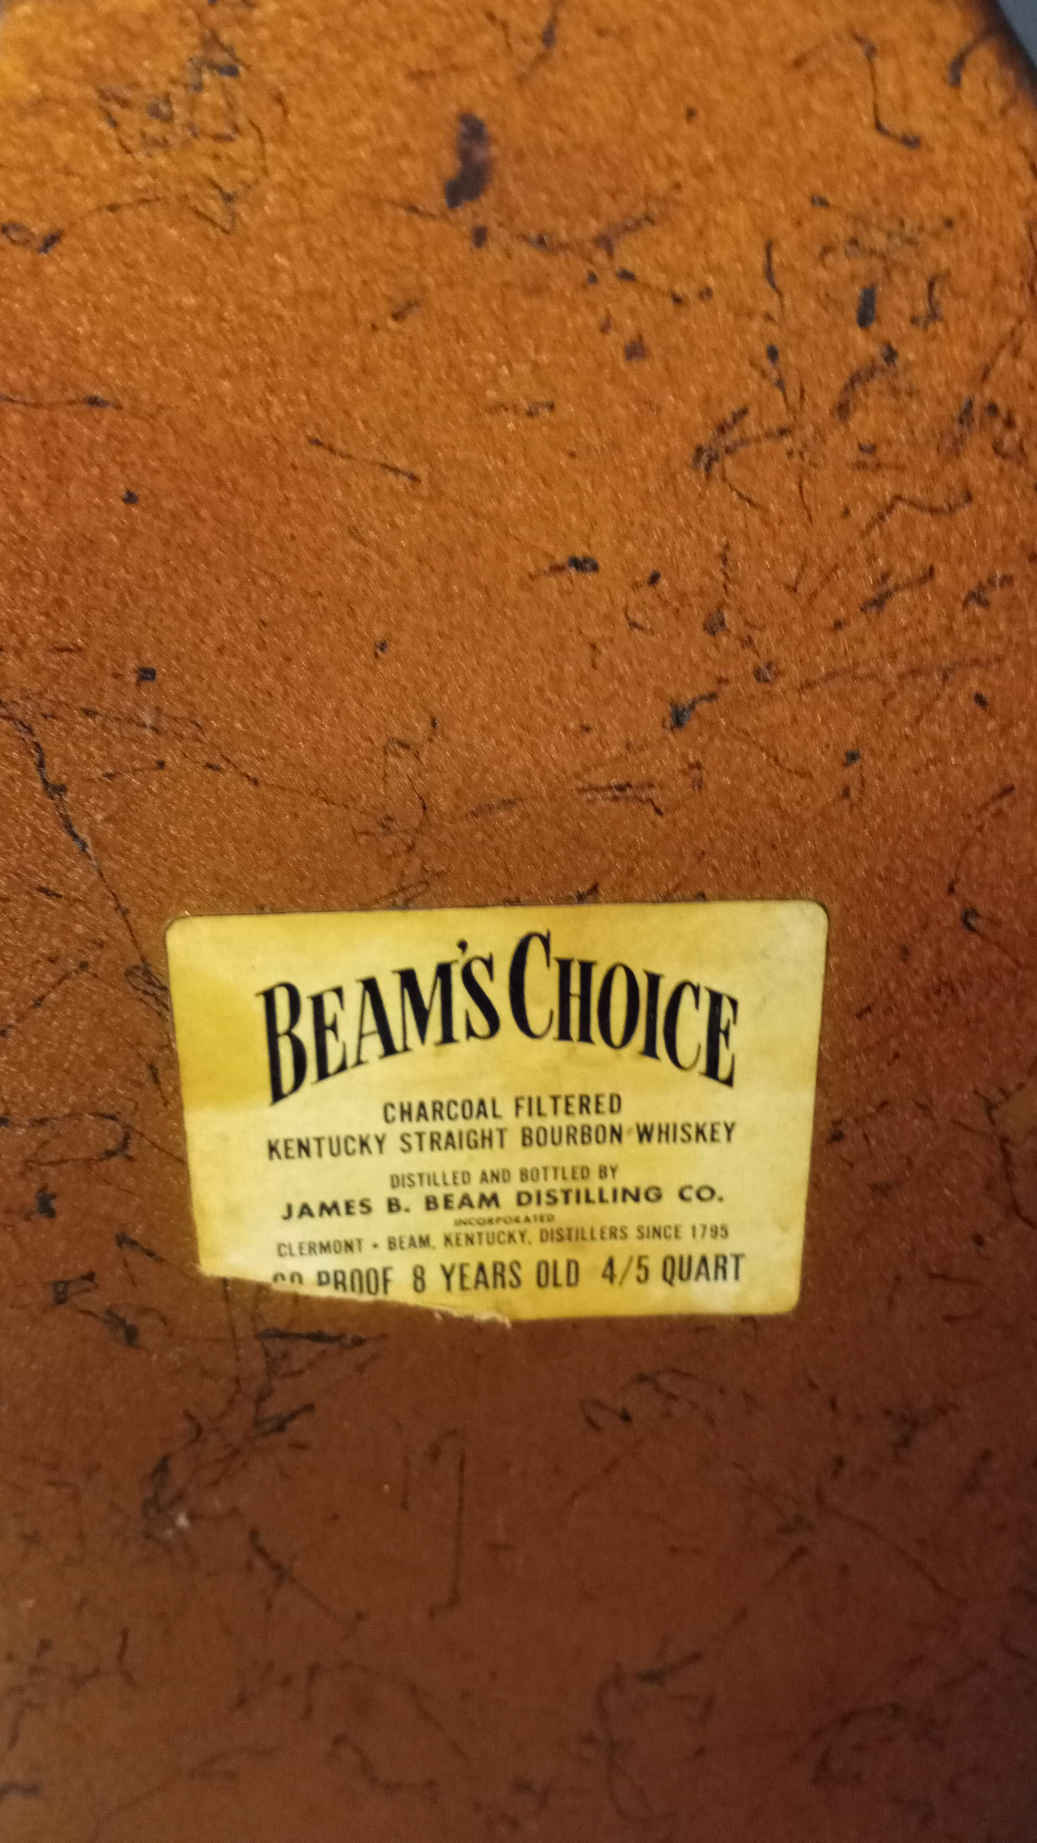 BEAM'S CHOICE
CHARCOAL FILTERED
KENTUCKY STRAIGHT BOURBON WHISKEY
DISTILLED AND BOTTLED BY
JAMES B. BEAM DISTILLING CO.
INCORPORATED
CLERMONT - BEAM, KENTUCKY, DISTILLERS SINCE 1795
PROOF 8 YEARS OLD 4/5 QUART